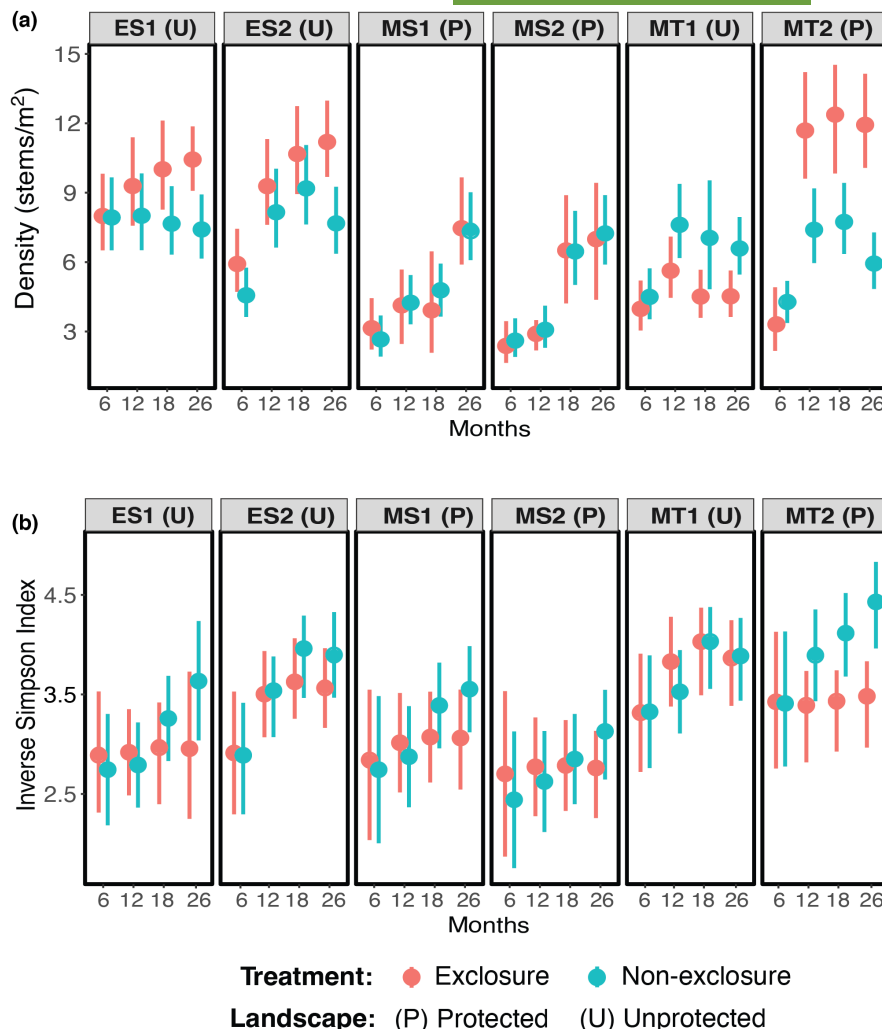 (a)
ES1 (U) ES2 (U) MS1 (P) MS2 (P) MT1 (U) MT2 (P)
Density (stems/m²)
15
12
9
6
3
6 12 18 26 6 12 18 26 6 12 18 26 6 12 18 26 6 12 18 26 6 12 18 26
Months
(b)
ES1 (U) ES2 (U) MS1 (P) MS2 (P) MT1 (U) MT2 (P)
Inverse Simpson Index
4.5
3.5
2.5
6 12 18 26 6 12 18 26 6 12 18 26 6 12 18 26 6 12 18 26 6 12 18 26
Months
Treatment: Exclosure Non-exclosure
Landscape: (P) Protected (U) Unprotected